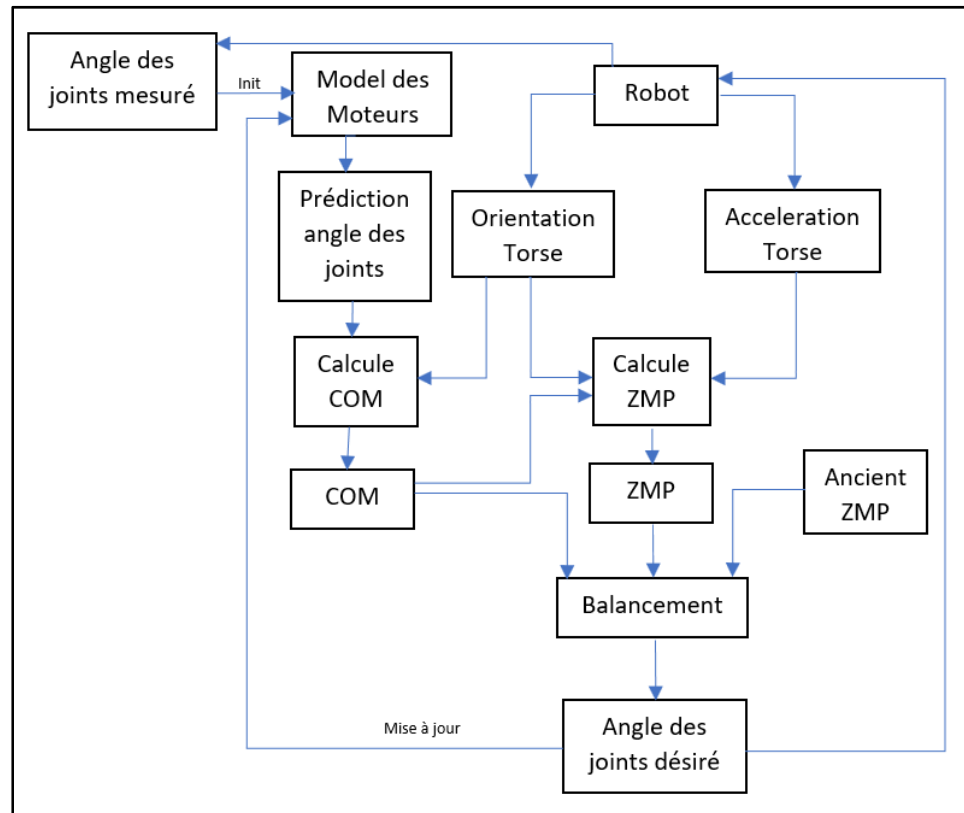 Angle des
joints mesuré
Init
Model des
Moteurs
Robot
Prédiction
angle des
joints
Orientation
Torse
Acceleration
Torse
Calcule
COM
Calcule
ZMP
COM
ZMP
Ancient
ZMP
Balancement
Mise à jour
Angle des
joints désiré